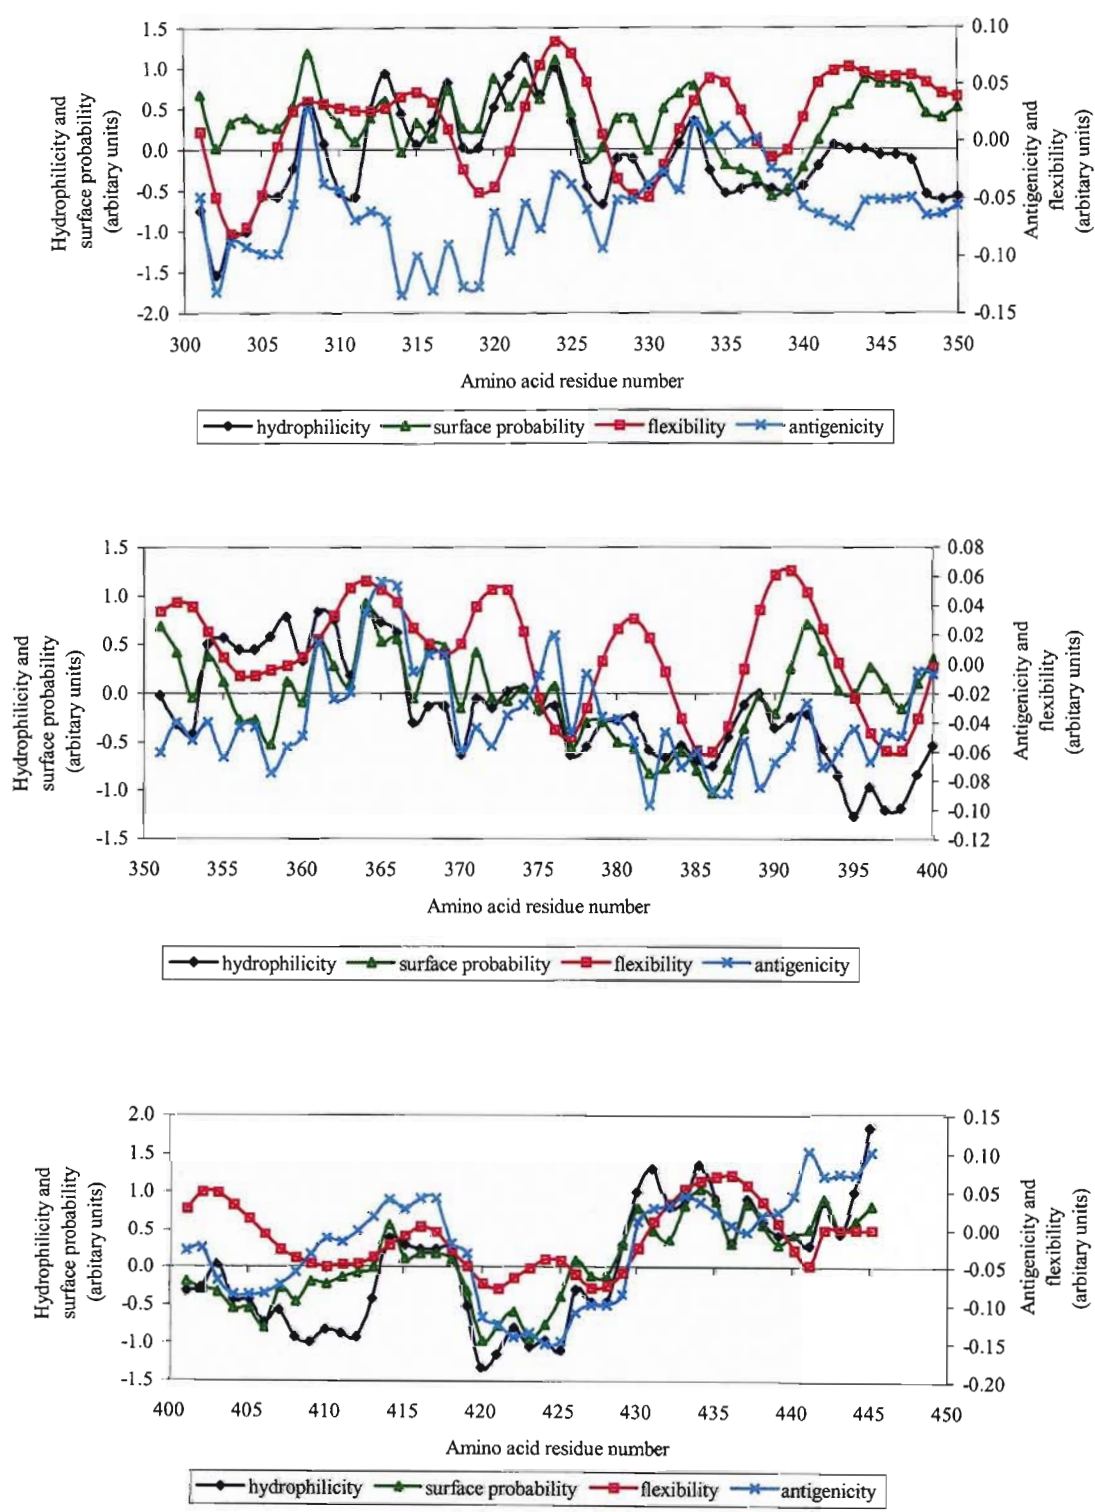 1.5
1.0
0.5
0.0
-0.5
-1.0
-1.5
-2.0
Hydrophilicity and
surface probability
(arbitary units)
0.10
0.05
0.00
-0.05
-0.10
-0.15
Antigenicity and
flexibility
(arbitary units)
300 305 310 315 320 325 330 335 340 345 350
Amino acid residue number
hydrophilicity surface probability flexibility antigenicity
1.5
1.0
0.5
0.0
-0.5
-1.0
-1.5
Hydrophilicity and
surface probability
(arbitary units)
0.08
0.06
0.04
0.02
0.00
-0.02
-0.04
-0.06
-0.08
-0.10
-0.12
Antigenicity and
flexibility
(arbitary units)
350 355 360 365 370 375 380 385 390 395 400
Amino acid residue number
hydrophilicity surface probability flexibility antigenicity
2.0
1.5
1.0
0.5
0.0
-0.5
-1.0
-1.5
Hydrophilicity and
surface probability
(arbitary units)
0.15
0.10
0.05
0.00
-0.05
-0.10
-0.15
-0.20
Antigenicity and
flexibility
(arbitary units)
400 405 410 415 420 425 430 435 440 445 450
Amino acid residue number
hydrophilicity surface probability flexibility antigenicity